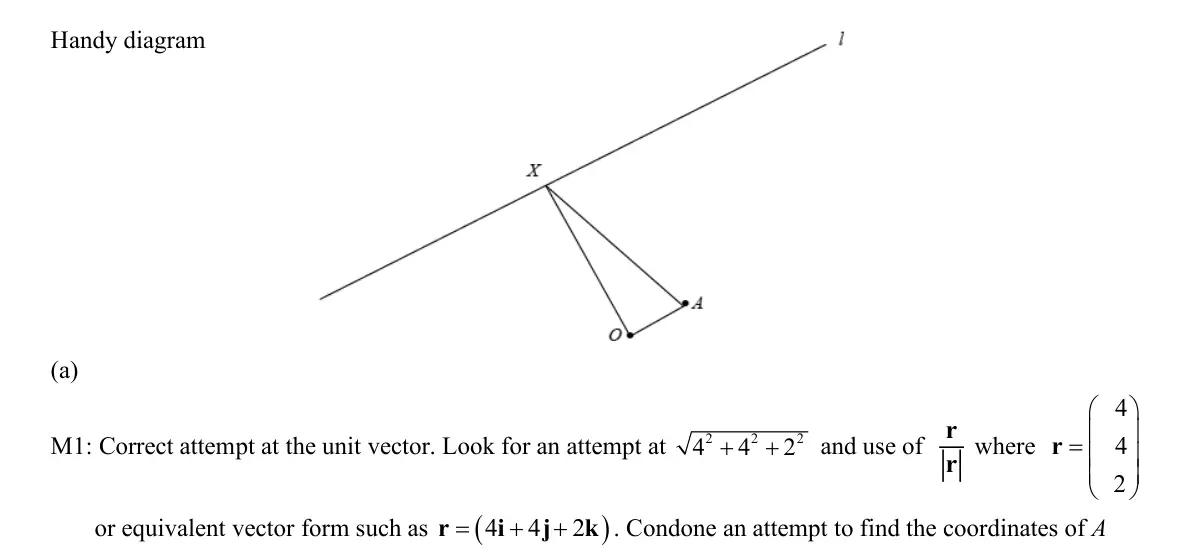 Handy diagram
l
X
A
O
(a)
M1: Correct attempt at the unit vector. Look for an attempt at √(4² + 4² + 2²) and use of r/|r| where r = (4 4 2)
or equivalent vector form such as r = (4i + 4j + 2k). Condone an attempt to find the coordinates of A